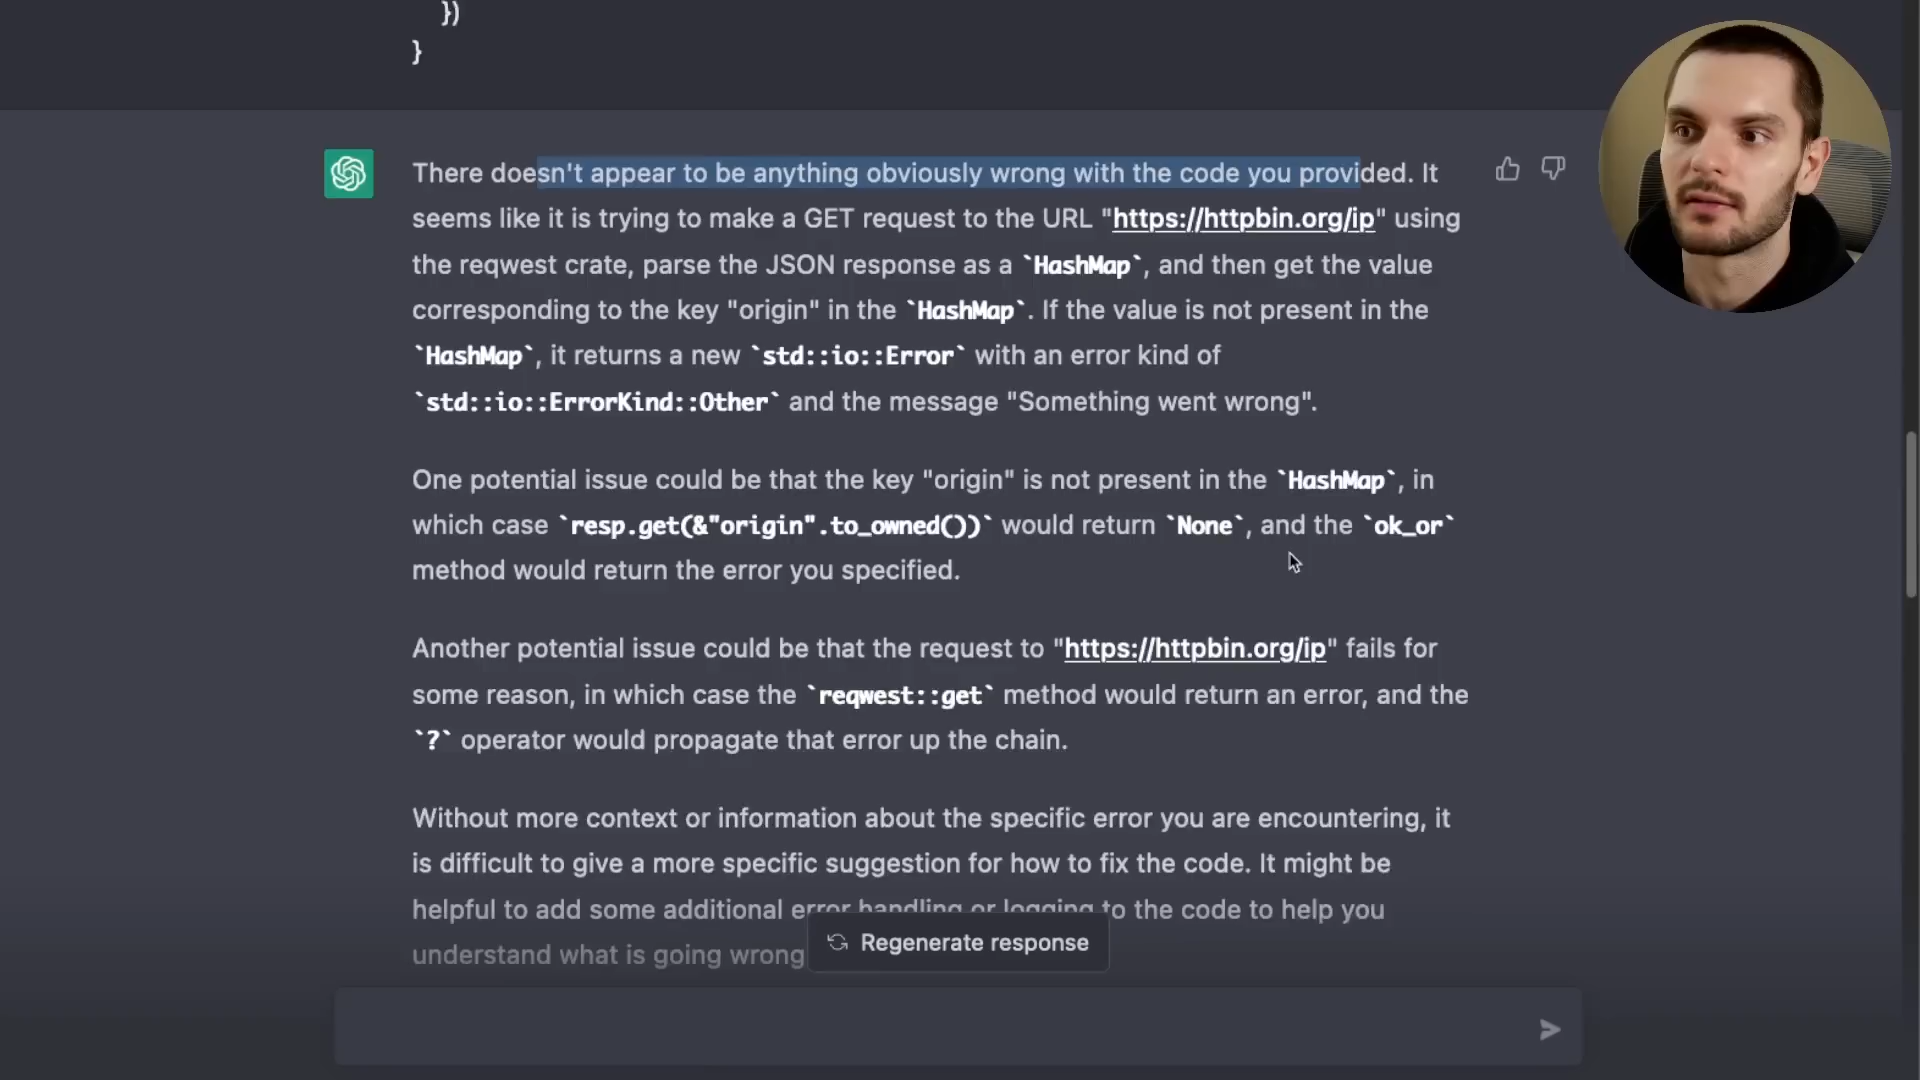 })
}
There doesn't appear to be anything obviously wrong with the code you provided. It
seems like it is trying to make a GET request to the URL "https://httpbin.org/ip" using
the reqwest crate, parse the JSON response as a `HashMap`, and then get the value
corresponding to the key "origin" in the `HashMap`. If the value is not present in the
`HashMap`, it returns a new `std::io::Error` with an error kind of
`std::io::ErrorKind::Other` and the message "Something went wrong".
One potential issue could be that the key "origin" is not present in the `HashMap`, in
which case `resp.get(&"origin".to_owned())` would return `None`, and the `ok_or`
method would return the error you specified.
Another potential issue could be that the request to "https://httpbin.org/ip" fails for
some reason, in which case the `reqwest::get` method would return an error, and the
`?` operator would propagate that error up the chain.
Without more context or information about the specific error you are encountering, it
is difficult to give a more specific suggestion for how to fix the code. It might be
helpful to add some additional error handling or logging to the code to help you
understand what is going wrong
Regenerate response